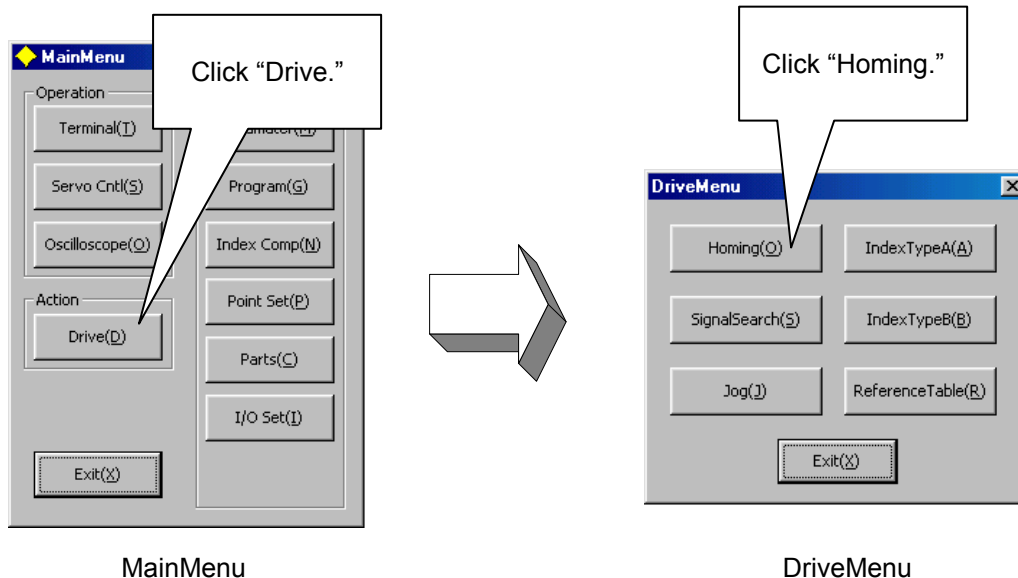 Click “Drive.”
MainMenu
Operation
Terminal(T)
Servo Cntl(S)
Oscilloscope(O)
Action
Drive(D)
Exit(X)
Program(G)
Index Comp(N)
Point Set(P)
Parts(C)
I/O Set(I)
MainMenu
Click “Homing.”
DriveMenu
Homing(O)
IndexTypeA(A)
SignalSearch(S)
IndexTypeB(B)
Jog(J)
ReferenceTable(R)
Exit(X)
DriveMenu